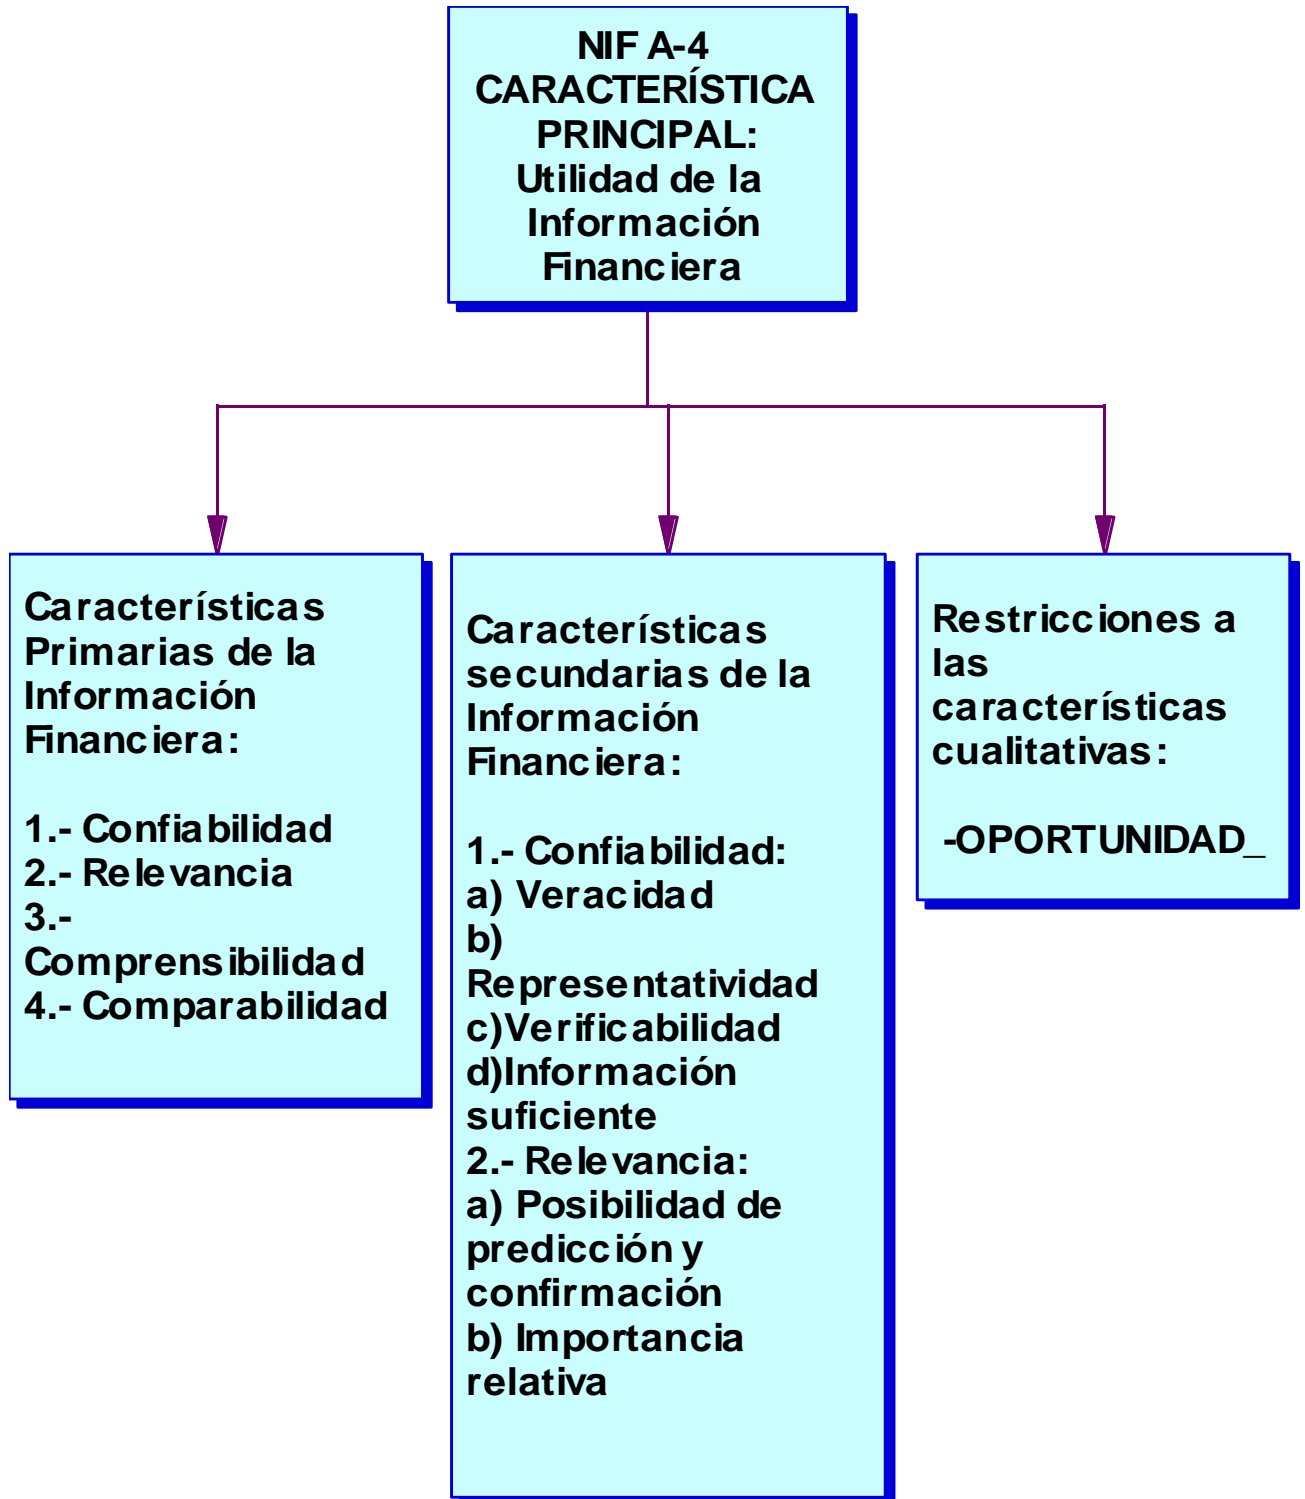 NIF A-4
CARACTERÍSTICA
PRINCIPAL:
Utilidad de la
Información
Financiera
Características
Primarias de la
Información
Financiera:
1.- Confiabilidad
2.- Relevancia
3.-
Comprensibilidad
4.- Comparabilidad
Características
secundarias de la
Información
Financiera:
1.- Confiabilidad:
a) Veracidad
b)
Representatividad
c)Verificabilidad
d)Información
suficiente
2.- Relevancia:
a) Posibilidad de
predicción y
confirmación
b) Importancia
relativa
Restricciones a
las
características
cualitativas:
-OPORTUNIDAD_